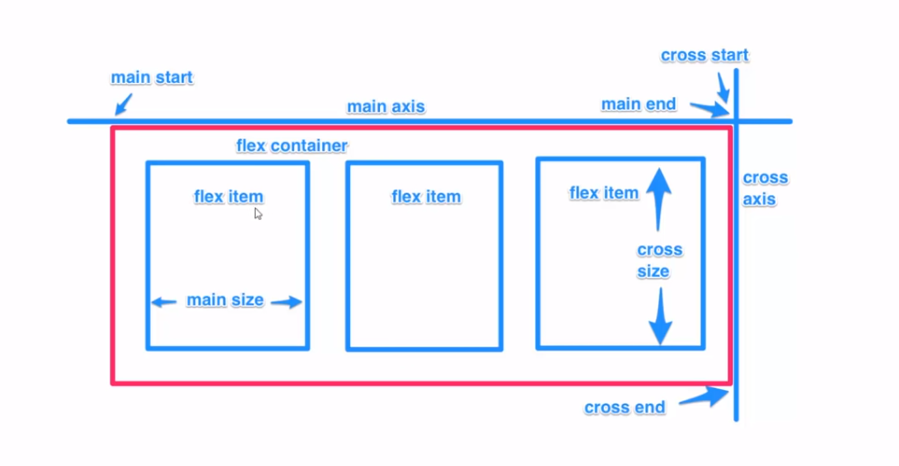 cross start
main start
main axis
main end
flex container
cross
axis
flex item
flex item
flex item
cross
size
main size
cross end